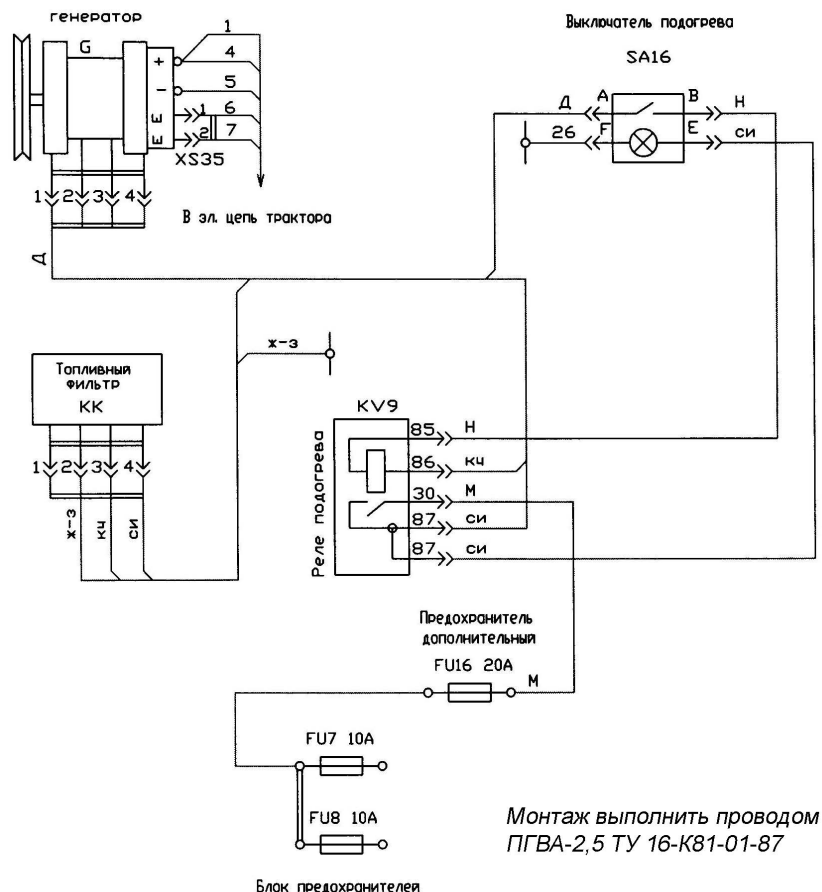 генератор
G
+
−
E
E
1
4
5
1 6
2 7
XS35
1 2 3 4
В эл. цепь трактора
Д
Выключатель подогрева
SA16
Д A B Н
26 F E СИ
ж-з
Топливный
фильтр
КК
1 2 3 4
ж-з
кч
си
KV9
Реле подогрева
85 Н
86 кч
30 М
87 си
87 си
Предохранитель
дополнительный
FU16 20A
М
FU7 10A
FU8 10A
Блок предохранителей
Монтаж выполнить проводом
ПГВА-2,5 ТУ 16-К81-01-87